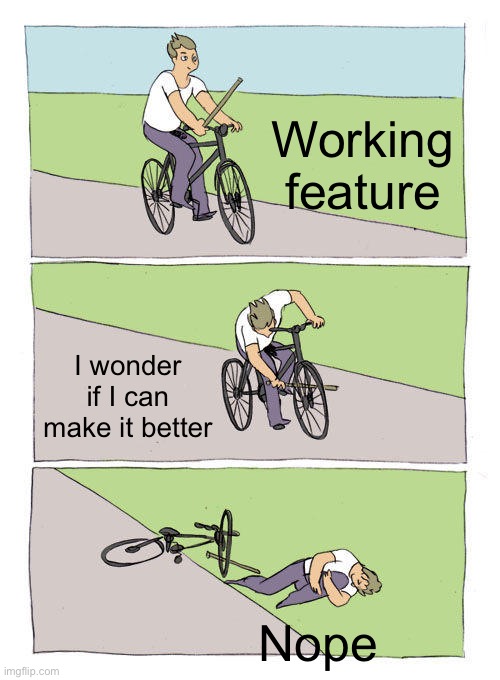 Working
feature
I wonder
if I can
make it better
Nope
imgflip.com